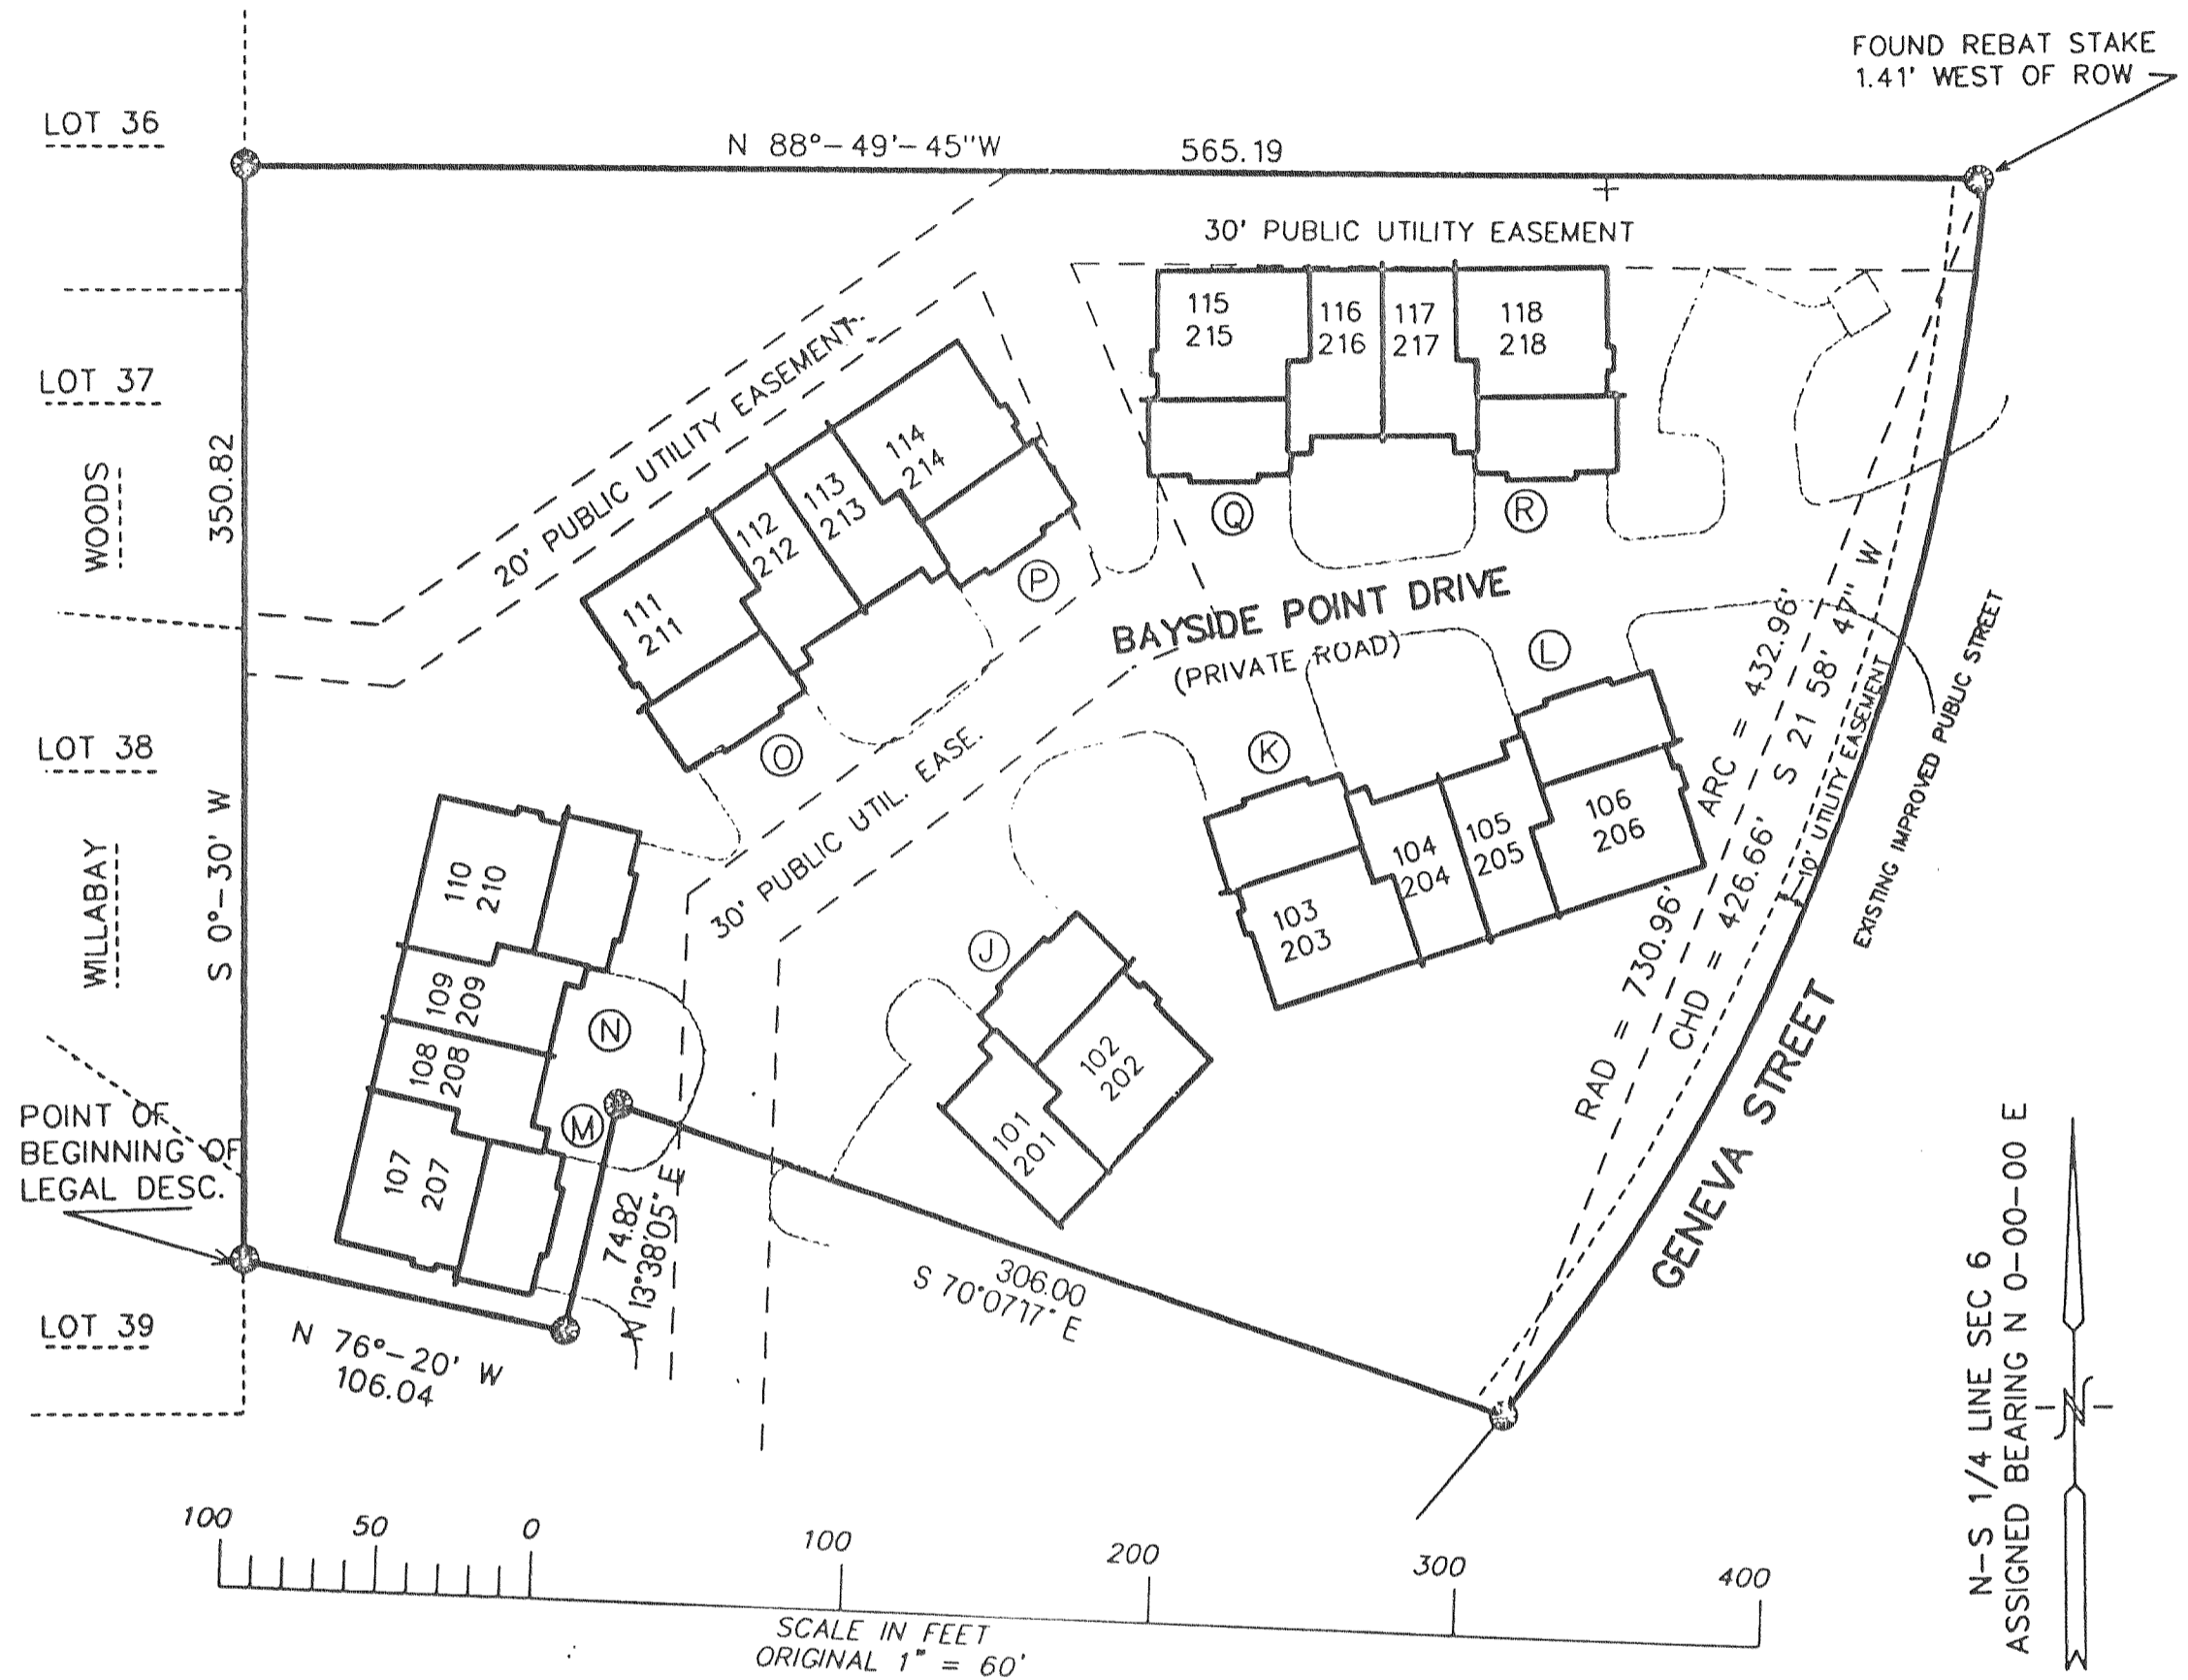 FOUND REBAT STAKE
1.41' WEST OF ROW
LOT 36
N 88°-49'-45"W
565.19
30' PUBLIC UTILITY EASEMENT
115
215
116
216
117
217
118
218
LOT 37
WOODS
350.82
20' PUBLIC UTILITY EASEMENT
114
214
113
213
112
212
111
211
Q
R
P
O
BAYSIDE POINT DRIVE
(PRIVATE ROAD)
L
K
LOT 38
WILLABAY
S 0°-30' W
30' PUBLIC UTIL. EASE.
110
210
109
209
108
208
107
207
N
M
J
106
206
105
205
104
204
103
203
102
202
101
201
ARC = 432.96'
RAD = 730.96'
CHD = 426.66' S 21 58' 47" W
10' UTILITY EASEMENT
EXISTING IMPROVED PUBLIC STREET
GENEVA STREET
POINT OF
BEGINNING OF
LEGAL DESC.
74.82
N 13°38'05" E
306.00
S 70°07'17" E
LOT 39
N 76°-20' W
106.04
N-S 1/4 LINE SEC 6
ASSIGNED BEARING N 0-00-00 E
N
100 50 0 100 200 300 400
SCALE IN FEET
ORIGINAL 1" = 60'